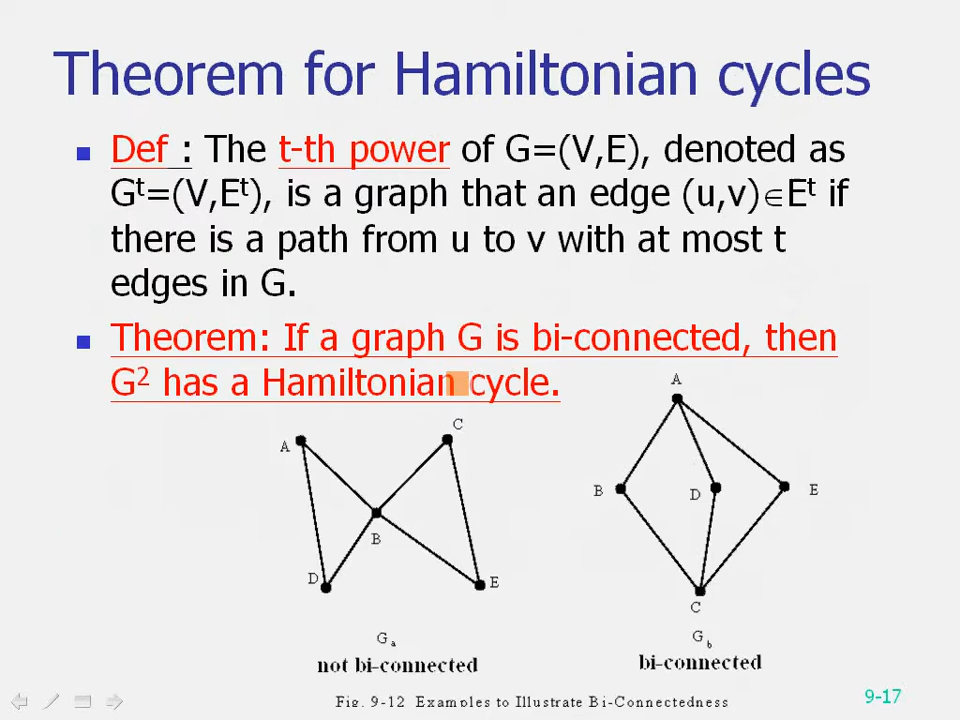 Theorem for Hamiltonian cycles
Def : The t-th power of G=(V,E), denoted as
Gᵗ=(V,Eᵗ), is a graph that an edge (u,v)∈Eᵗ if
there is a path from u to v with at most t
edges in G.
Theorem: If a graph G is bi-connected, then
G² has a Hamiltonian cycle.
A
C
B
D
E
Gₐ
not bi-connected
A
B
D
E
C
G_b
bi-connected
Fig. 9-12 Examples to Illustrate Bi-Connectedness
9-17